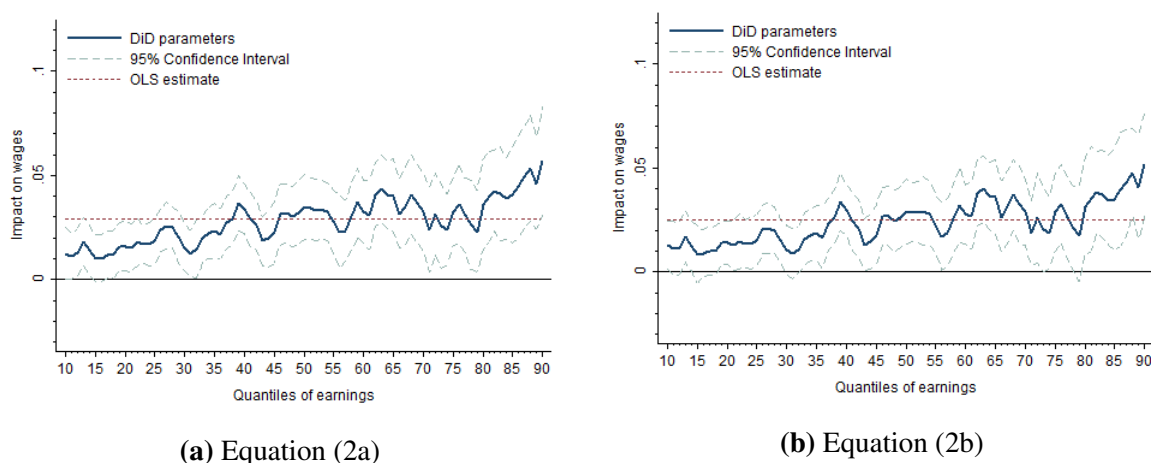 DiD parameters
95% Confidence Interval
OLS estimate
Impact on wages
.1
.05
0
10 15 20 25 30 35 40 45 50 55 60 65 70 75 80 85 90
Quantiles of earnings
(a) Equation (2a)
DiD parameters
95% Confidence Interval
OLS estimate
Impact on wages
.1
.05
0
10 15 20 25 30 35 40 45 50 55 60 65 70 75 80 85 90
Quantiles of earnings
(b) Equation (2b)